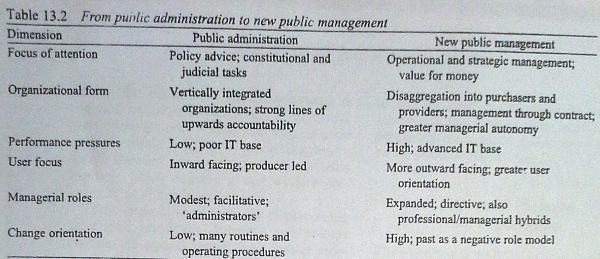 Table 13.2 From public administration to new public management
Dimension Public administration New public management
Focus of attention Policy advice; constitutional and Operational and strategic management;
judicial tasks value for money
Organizational form Vertically integrated Disaggregation into purchasers and
organizations; strong lines of providers; management through contract;
upwards accountability greater managerial autonomy
Performance pressures Low; poor IT base High; advanced IT base
User focus Inward facing; producer led More outward facing; greater user
orientation
Managerial roles Modest; facilitative; Expanded; directive; also
'administrators' professional/managerial hybrids
Change orientation Low; many routines and High; past as a negative role model
operating procedures